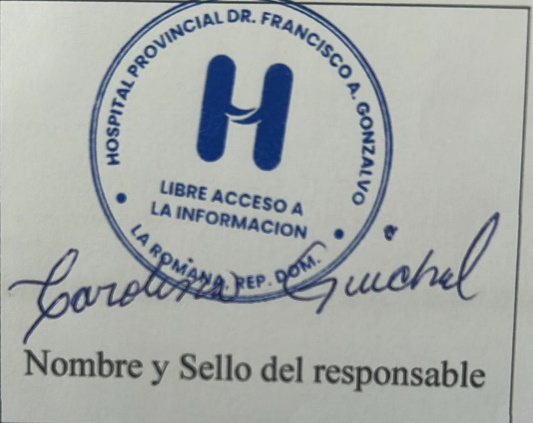 HOSPITAL PROVINCIAL DR. FRANCISCO A. GONZALVO
H
LIBRE ACCESO A
LA INFORMACION
LA ROMANA, REP. DOM.
Carolina Guichel
Nombre y Sello del responsable